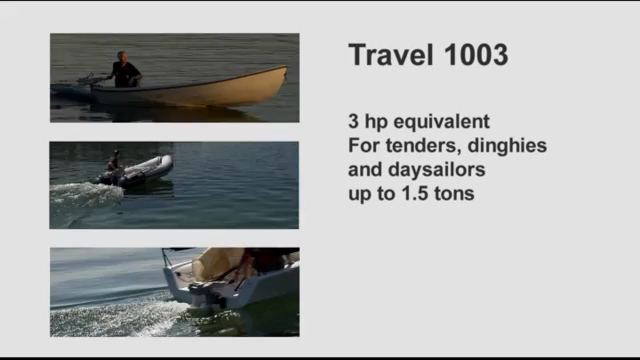 Travel 1003
3 hp equivalent
For tenders, dinghies
and daysailors
up to 1.5 tons